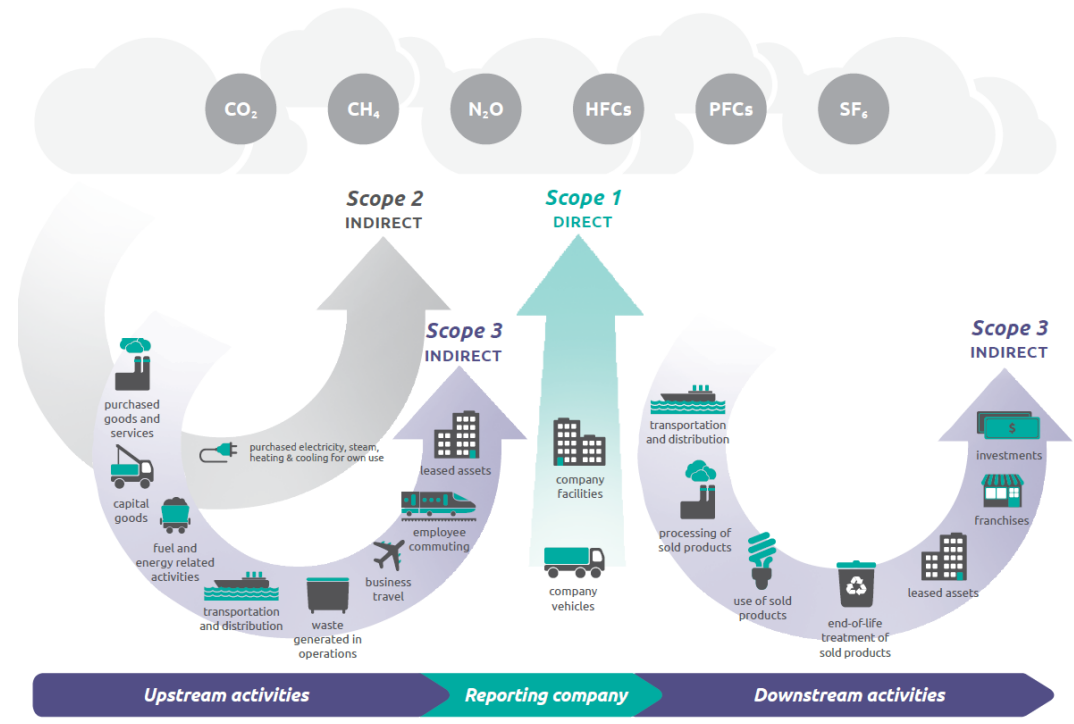 CO₂
CH₄
N₂O
HFCs
PFCs
SF₆
Scope 2
INDIRECT
Scope 1
DIRECT
Scope 3
INDIRECT
Scope 3
INDIRECT
purchased
goods and
services
capital
goods
fuel and
energy related
activities
transportation
and distribution
waste
generated in
operations
business
travel
employee
commuting
leased assets
purchased electricity, steam,
heating & cooling for own use
company
facilities
company
vehicles
transportation
and distribution
processing of
sold products
use of sold
products
end-of-life
treatment of
sold products
leased assets
franchises
$
investments
Upstream activities
Reporting company
Downstream activities